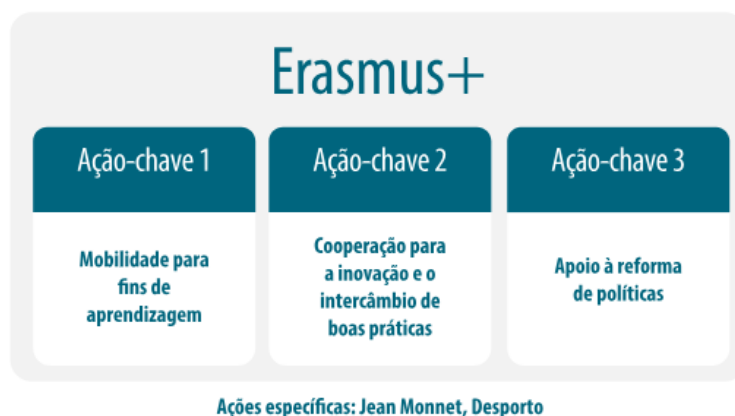 Erasmus+
Ação-chave 1
Mobilidade para
fins de
aprendizagem
Ação-chave 2
Cooperação para
a inovação e o
intercâmbio de
boas práticas
Ação-chave 3
Apoio à reforma
de políticas
Ações específicas: Jean Monnet, Desporto